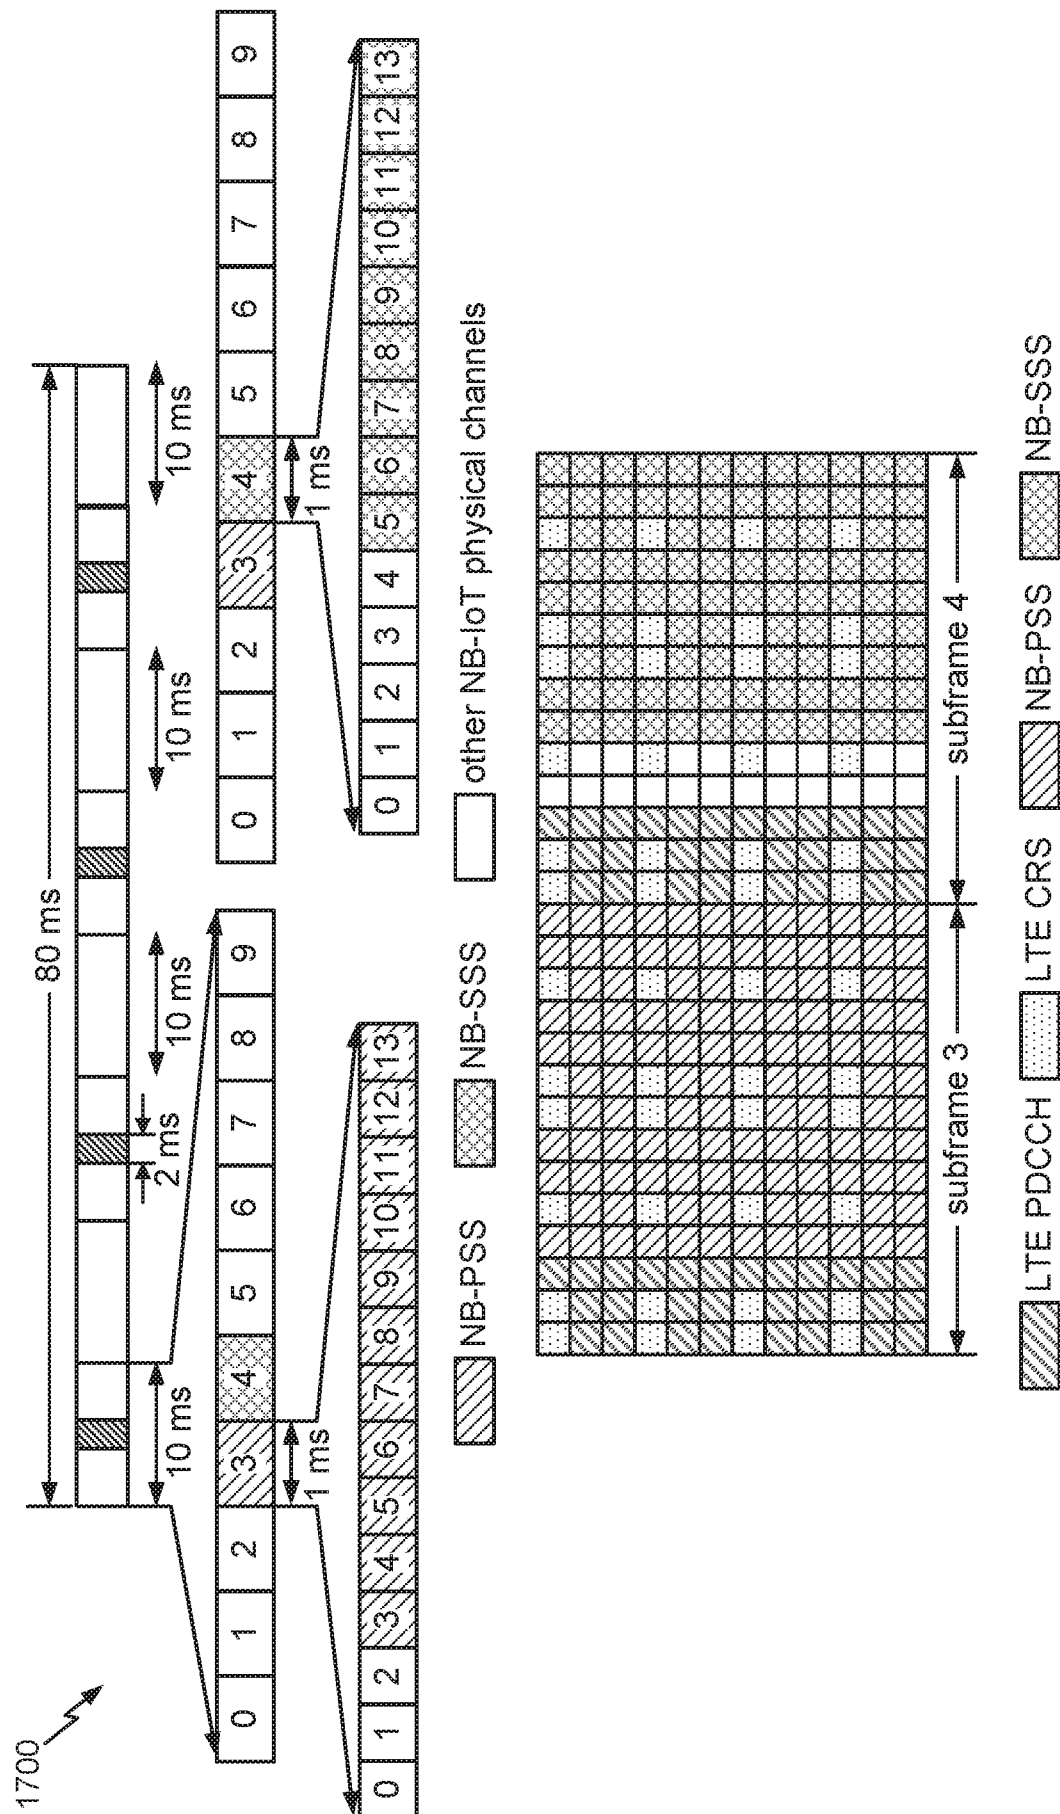 1700
80 ms
10 ms
2 ms
10 ms
10 ms
10 ms
0 1 2 3 4 5 6 7 8 9
0 1 2 3 4 5 6 7 8 9
1 ms
1 ms
0 1 2 3 4 5 6 7 8 9 10 11 12 13
0 1 2 3 4 5 6 7 8 9 10 11 12 13
NB-PSS NB-SSS other NB-IoT physical channels
subframe 3 subframe 4
LTE PDCCH LTE CRS NB-PSS NB-SSS